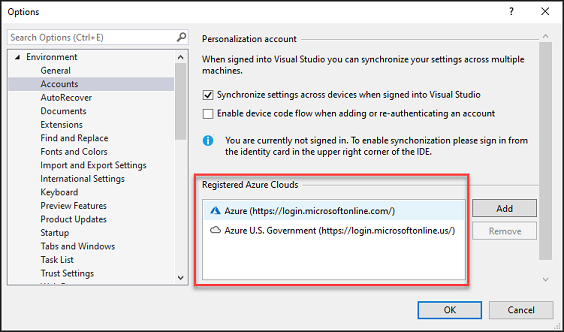 Options
?
Search Options (Ctrl+E)
Environment
General
Accounts
AutoRecover
Documents
Extensions
Find and Replace
Fonts and Colors
Import and Export Settings
International Settings
Keyboard
Preview Features
Product Updates
Startup
Tabs and Windows
Task List
Trust Settings
Personalization account
When signed into Visual Studio you can synchronize your settings across multiple
machines.
Synchronize settings across devices when signed into Visual Studio
Enable device code flow when adding or re-authenticating an account
You are currently not signed in. To enable synchonization please sign in from
the identity card in the upper right corner of the IDE.
Registered Azure Clouds
Azure (https://login.microsoftonline.com/)
Azure U.S. Government (https://login.microsoftonline.us/)
Add
Remove
OK
Cancel